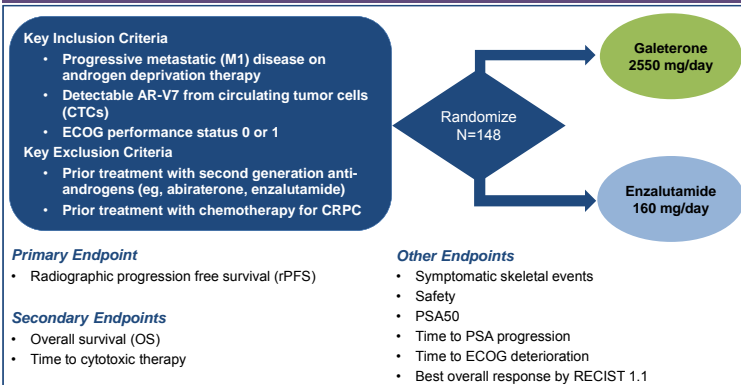 Key Inclusion Criteria
• Progressive metastatic (M1) disease on
androgen deprivation therapy
• Detectable AR-V7 from circulating tumor cells
(CTCs)
• ECOG performance status 0 or 1
Key Exclusion Criteria
• Prior treatment with second generation anti-
androgens (eg, abiraterone, enzalutamide)
• Prior treatment with chemotherapy for CRPC
Randomize
N=148
Galeterone
2550 mg/day
Enzalutamide
160 mg/day
Primary Endpoint
• Radiographic progression free survival (rPFS)
Secondary Endpoints
• Overall survival (OS)
• Time to cytotoxic therapy
Other Endpoints
• Symptomatic skeletal events
• Safety
• PSA50
• Time to PSA progression
• Time to ECOG deterioration
• Best overall response by RECIST 1.1